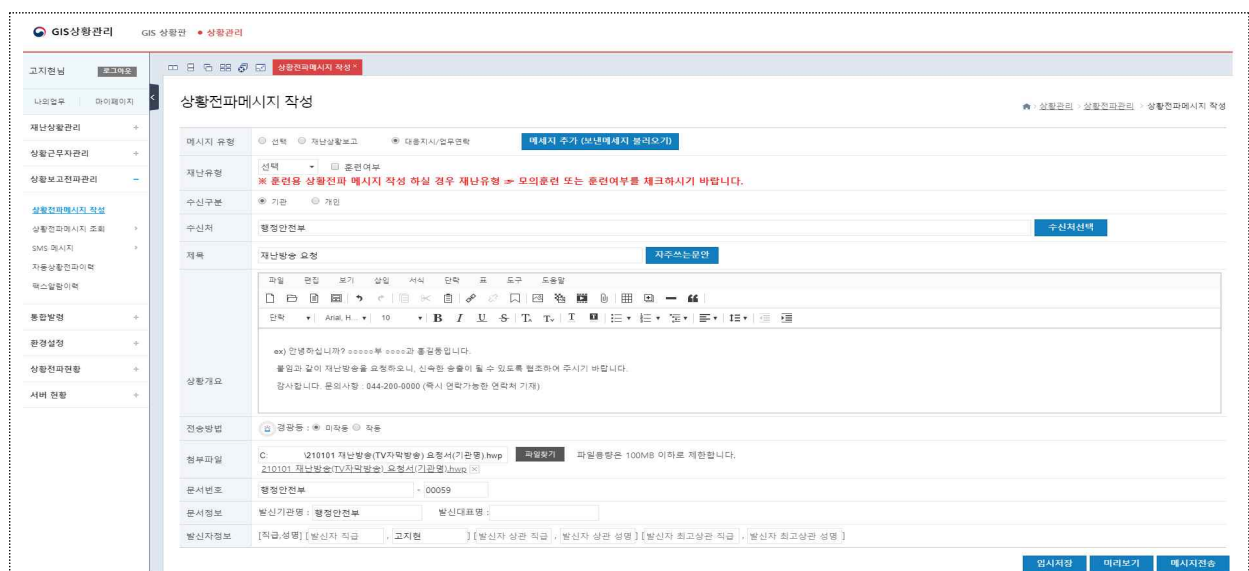 GIS상황관리 GIS 상황판 상황관리
고지현님 로그아웃
나의업무 마이페이지
재난상황관리 +
상황근무자관리 +
상황보고전파관리 -
상황전파메시지 작성
상황전파메시지 조회
SMS 메시지
자동상황전파이력
팩스알람이력
통합발령 +
환경설정 +
상황전파현황 +
서버 현황 +
상황전파메시지 작성 ×
상황전파메시지 작성
상황관리 > 상황전파관리 > 상황전파메시지 작성
메시지 유형 선택 재난상황보고 대응지시/업무연락 메세지 추가 (보낸메세지 불러오기)
재난유형 선택 훈련여부
※ 훈련용 상황전파 메시지 작성 하실 경우 재난유형 ☞ 모의훈련 또는 훈련여부를 체크하시기 바랍니다.
수신구분 기관 개인
수신처 행정안전부 수신처선택
제목 재난방송 요청 자주쓰는문안
상황개요
파일 편집 보기 삽입 서식 단락 표 도구 도움말
단락 Arial, H... 10 B I U S
ex) 안녕하십니까? ○○○○○부 ○○○○과 홍길동입니다.
붙임과 같이 재난방송을 요청하오니, 신속한 송출이 될 수 있도록 협조하여 주시기 바랍니다.
감사합니다. 문의사항 : 044-200-0000 (즉시 연락가능한 연락처 기재)
전송방법 경광등 : 미작동 작동
첨부파일 C: \210101 재난방송(TV자막방송) 요청서(기관명).hwp 파일찾기 파일용량은 100MB 이하로 제한합니다.
210101 재난방송(TV자막방송) 요청서(기관명).hwp
문서번호 행정안전부 - 00059
문서정보 발신기관명 : 행정안전부 발신대표명 :
발신자정보 [직급,성명] [ 발신자 직급 , 고지현 ] [ 발신자 상관 직급 , 발신자 상관 성명 ] [ 발신자 최고상관 직급 , 발신자 최고상관 성명 ]
임시저장 미리보기 메시지전송